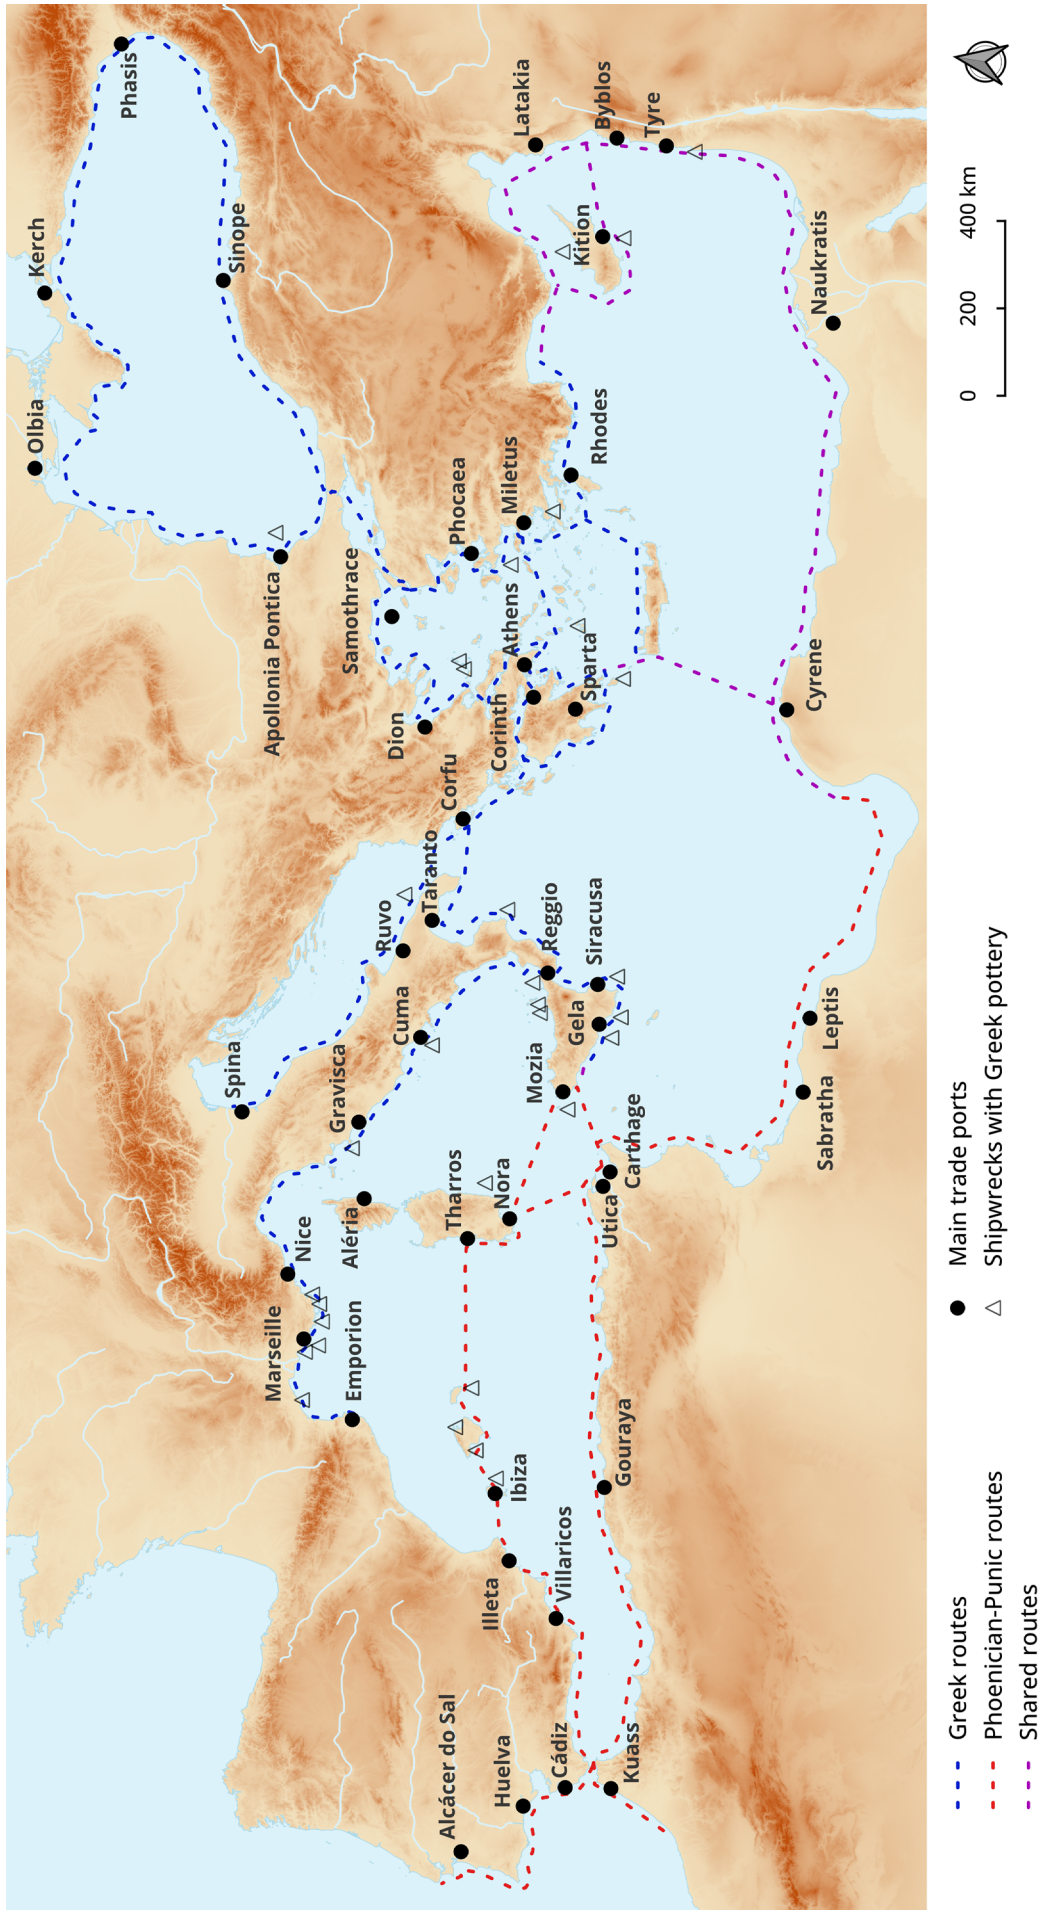 Olbia
Kerch
Phasis
Sinope
Apollonia Pontica
Spina
Nice
Marseille
Emporion
Aléria
Gravisca
Cuma
Ruvo
Taranto
Corfu
Dion
Samothrace
Phocaea
Miletus
Athens
Corinth
Sparta
Rhodes
Latakia
Byblos
Tyre
Kition
Naukratis
Cyrene
Alcácer do Sal
Huelva
Cádiz
Kuass
Illeta
Villaricos
Ibiza
Gouraya
Tharros
Nora
Utica
Carthage
Mozia
Gela
Reggio
Siracusa
Sabratha
Leptis
Greek routes
Phoenician-Punic routes
Shared routes
Main trade ports
Shipwrecks with Greek pottery
0 200 400 km